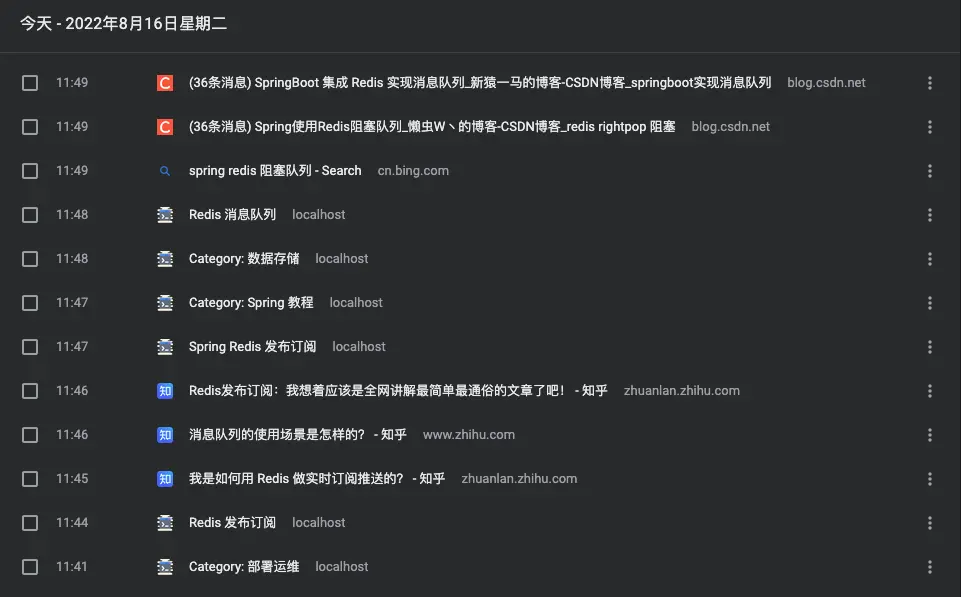 今天 - 2022年8月16日星期二
11:49 (36条消息) SpringBoot 集成 Redis 实现消息队列_新猿一马的博客-CSDN博客_springboot实现消息队列 blog.csdn.net
11:49 (36条消息) Spring使用Redis阻塞队列_懒虫W丶的博客-CSDN博客_redis rightpop 阻塞 blog.csdn.net
11:49 spring redis 阻塞队列 - Search cn.bing.com
11:48 Redis 消息队列 localhost
11:48 Category: 数据存储 localhost
11:47 Category: Spring 教程 localhost
11:47 Spring Redis 发布订阅 localhost
11:46 知 Redis发布订阅：我想着应该是全网讲解最简单最通俗的文章了吧！ - 知乎 zhuanlan.zhihu.com
11:46 知 消息队列的使用场景是怎样的？ - 知乎 www.zhihu.com
11:45 知 我是如何用 Redis 做实时订阅推送的？ - 知乎 zhuanlan.zhihu.com
11:44 Redis 发布订阅 localhost
11:41 Category: 部署运维 localhost